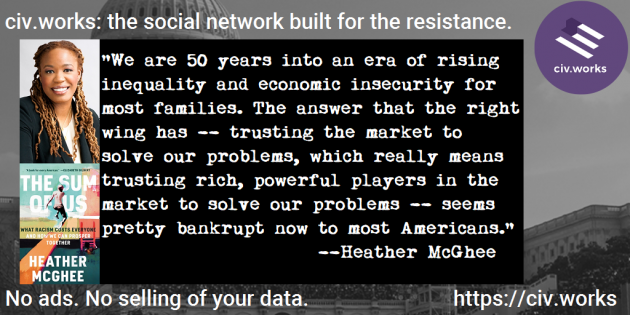 civ.works: the social network built for the resistance.
civ.works
"We are 50 years into an era of rising
inequality and economic insecurity for
most families. The answer that the right
wing has -- trusting the market to
solve our problems, which really means
trusting rich, powerful players in the
market to solve our problems -- seems
pretty bankrupt now to most Americans."
--Heather McGhee
THE SUM
OF US
WHAT RACISM COSTS EVERYONE
AND HOW WE CAN PROSPER
TOGETHER
HEATHER
MCGHEE
No ads. No selling of your data.
https://civ.works